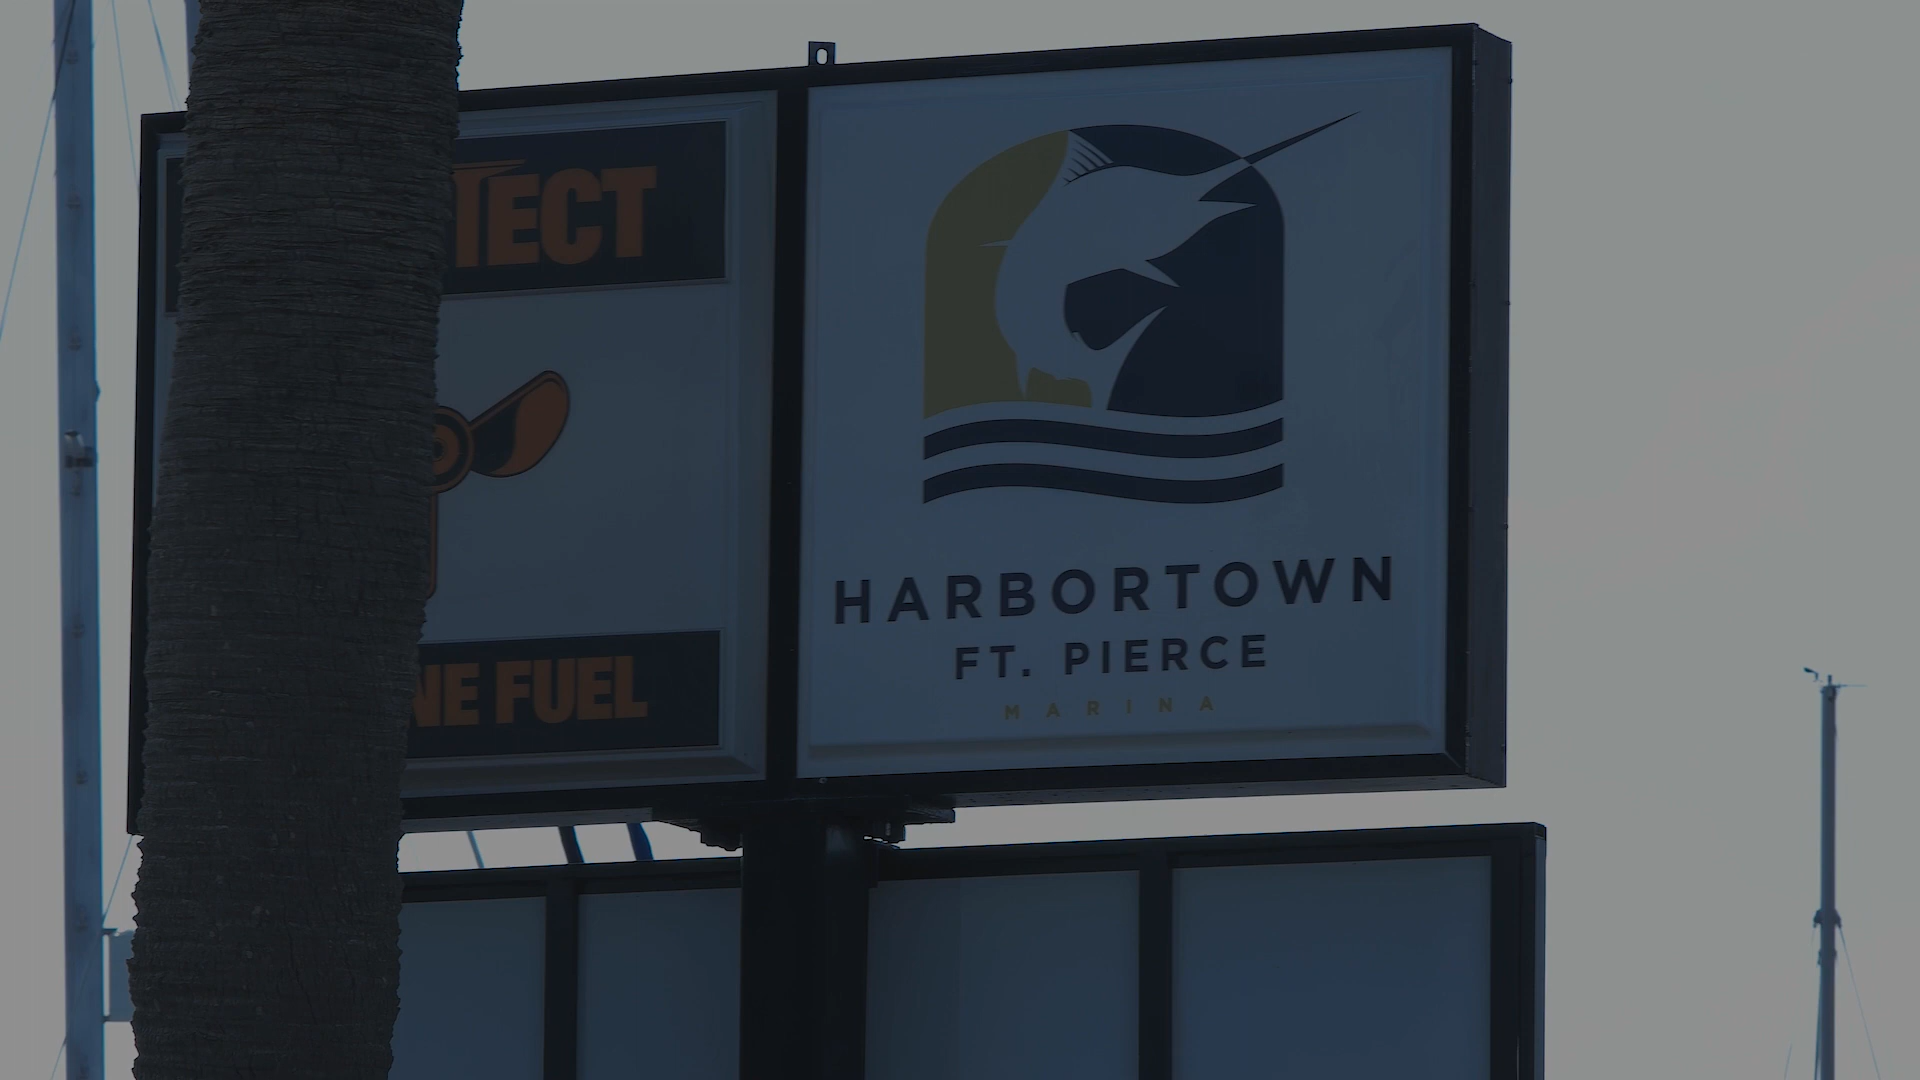 TECT
NE FUEL
HARBORTOWN
FT. PIERCE
MARINA